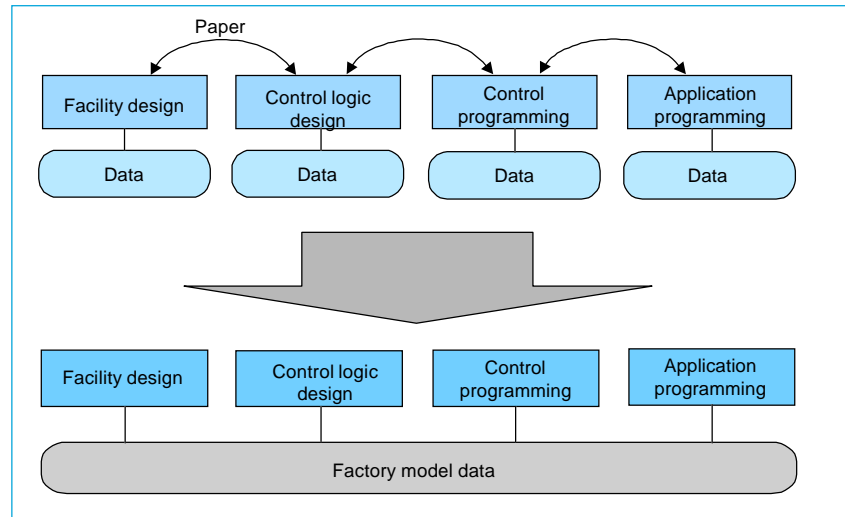 Paper
Facility design
Control logic
design
Control
programming
Application
programming
Data
Data
Data
Data
Facility design
Control logic
design
Control
programming
Application
programming
Factory model data